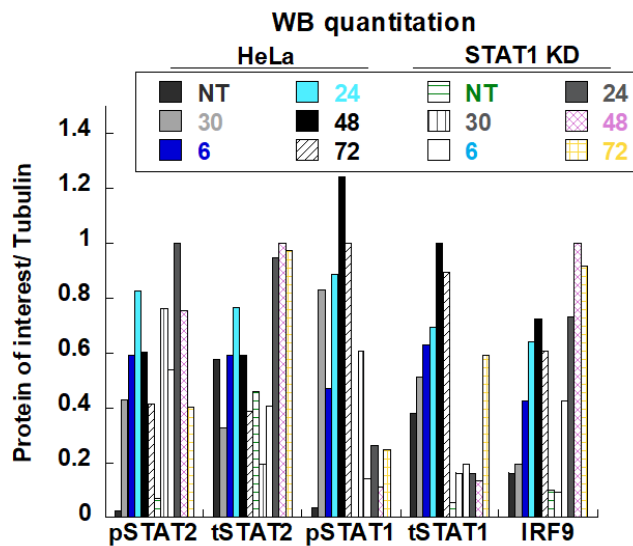 WB quantitation
HeLa STAT1 KD
NT 24 NT 24
30 48 30 48
6 72 6 72
Protein of interest/ Tubulin
1.4
1.2
1
0.8
0.6
0.4
0.2
0
pSTAT2 tSTAT2 pSTAT1 tSTAT1 IRF9